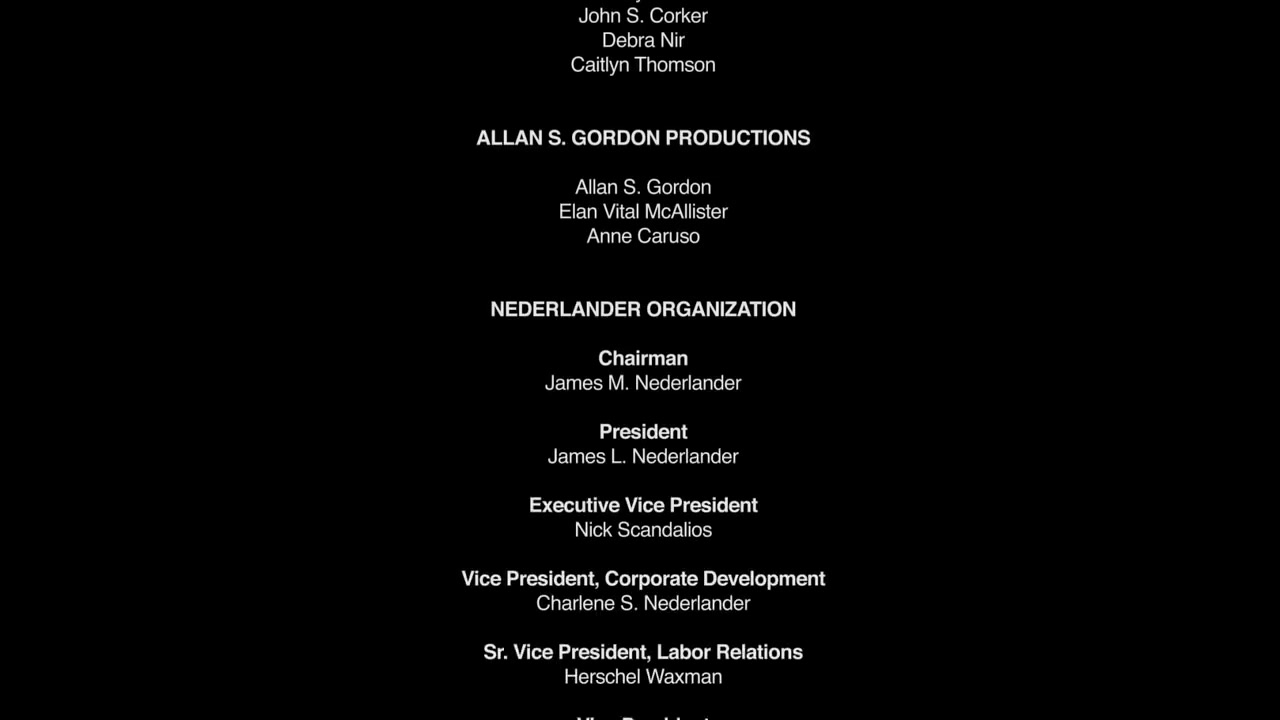 John S. Corker
Debra Nir
Caitlyn Thomson
ALLAN S. GORDON PRODUCTIONS
Allan S. Gordon
Elan Vital McAllister
Anne Caruso
NEDERLANDER ORGANIZATION
Chairman
James M. Nederlander
President
James L. Nederlander
Executive Vice President
Nick Scandalios
Vice President, Corporate Development
Charlene S. Nederlander
Sr. Vice President, Labor Relations
Herschel Waxman